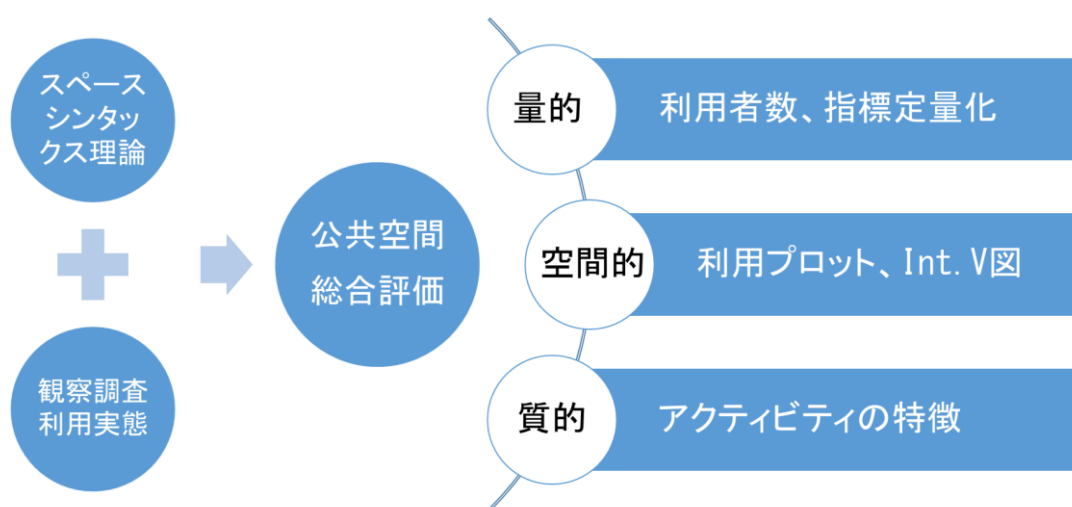 スペース
シンタッ
クス理論
観察調査
利用実態
公共空間
総合評価
量的
利用者数、指標定量化
空間的
利用プロット、Int.V図
質的
アクティビティの特徴